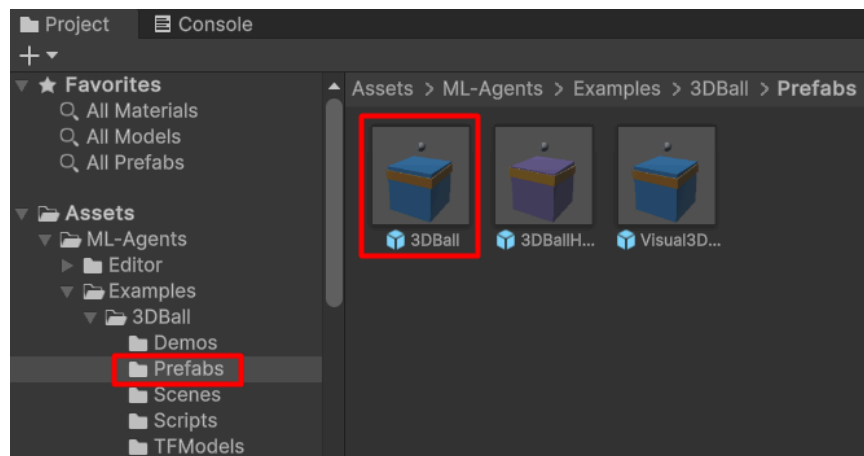 Project
Console
Favorites
All Materials
All Models
All Prefabs
Assets
ML-Agents
Editor
Examples
3DBall
Demos
Prefabs
Scenes
Scripts
TFModels
Assets > ML-Agents > Examples > 3DBall > Prefabs
3DBall
3DBallH...
Visual3D...